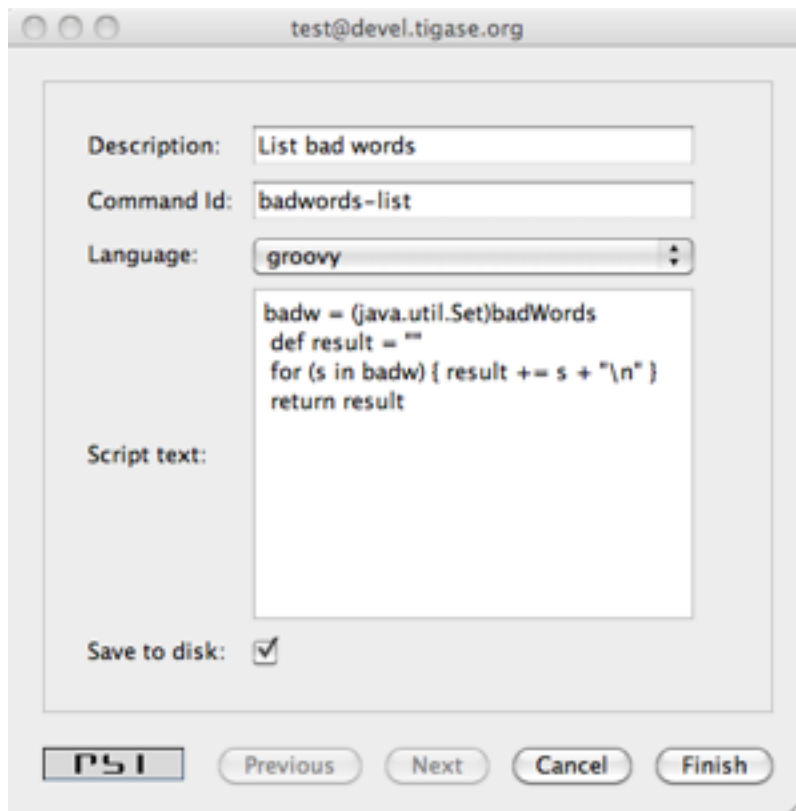 test@devel.tigase.org
Description: List bad words
Command Id: badwords-list
Language: groovy
badw = (java.util.Set)badWords
def result = ""
for (s in badw) { result += s + "\n" }
return result
Script text:
Save to disk:
PSI Previous Next Cancel Finish